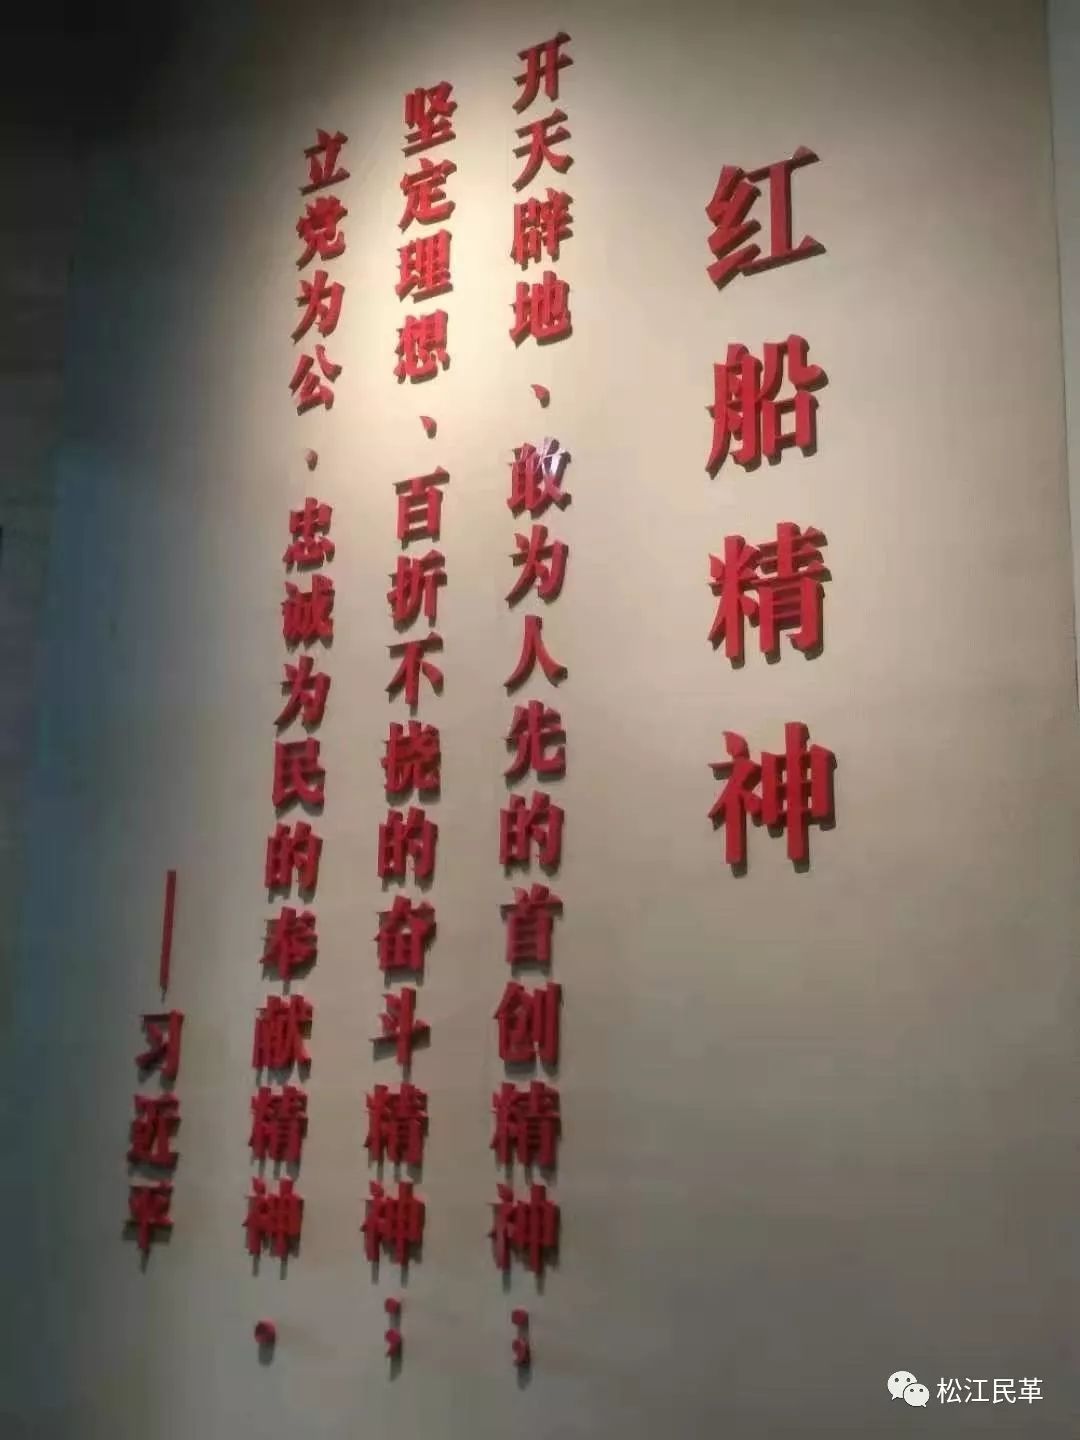 红船精神
开天辟地、敢为人先的首创精神；
坚定理想、百折不挠的奋斗精神；
立党为公、忠诚为民的奉献精神。
——习近平
松江民革